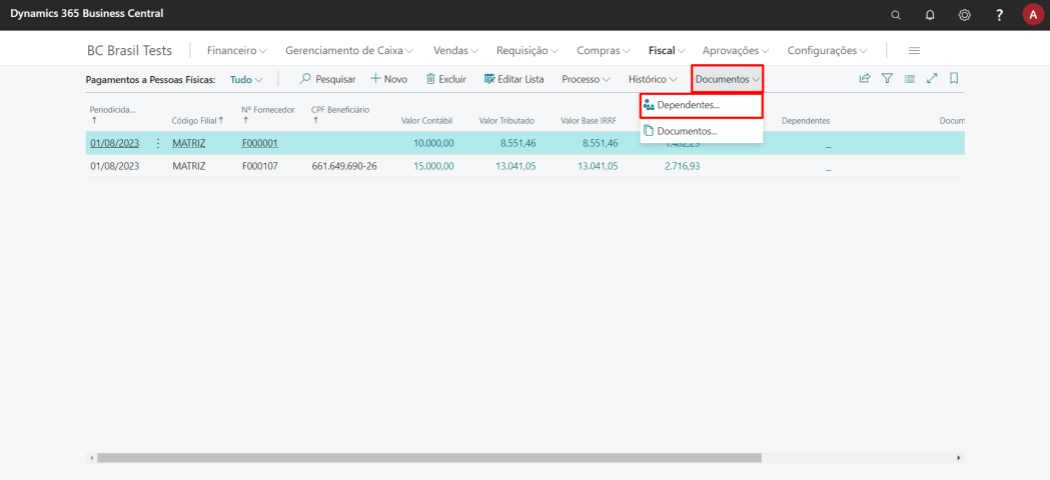 Dynamics 365 Business Central
? A
BC Brasil Tests Financeiro Gerenciamento de Caixa Vendas Requisição Compras Fiscal Aprovações Configurações
Pagamentos a Pessoas Físicas: Tudo Pesquisar Novo Excluir Editar Lista Processo Histórico Documentos
Dependentes...
Documentos...
Periodicida... ↑ Código Filial ↑ Nº Fornecedor ↑ CPF Beneficiário ↑ Valor Contábil Valor Tributado Valor Base IRRF Dependentes Docum
01/08/2023 MATRIZ F000001 10.000,00 8.551,46 8.551,46 _
01/08/2023 MATRIZ F000107 661.649.690-26 15.000,00 13.041,05 13.041,05 2.716,93 _